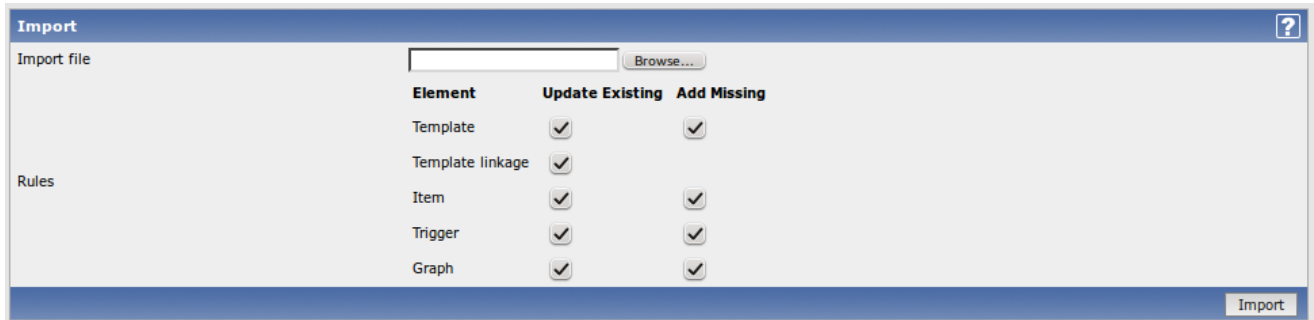 Import ?
Import file Browse...
Element Update Existing Add Missing
Template
Template linkage
Rules
Item
Trigger
Graph
Import